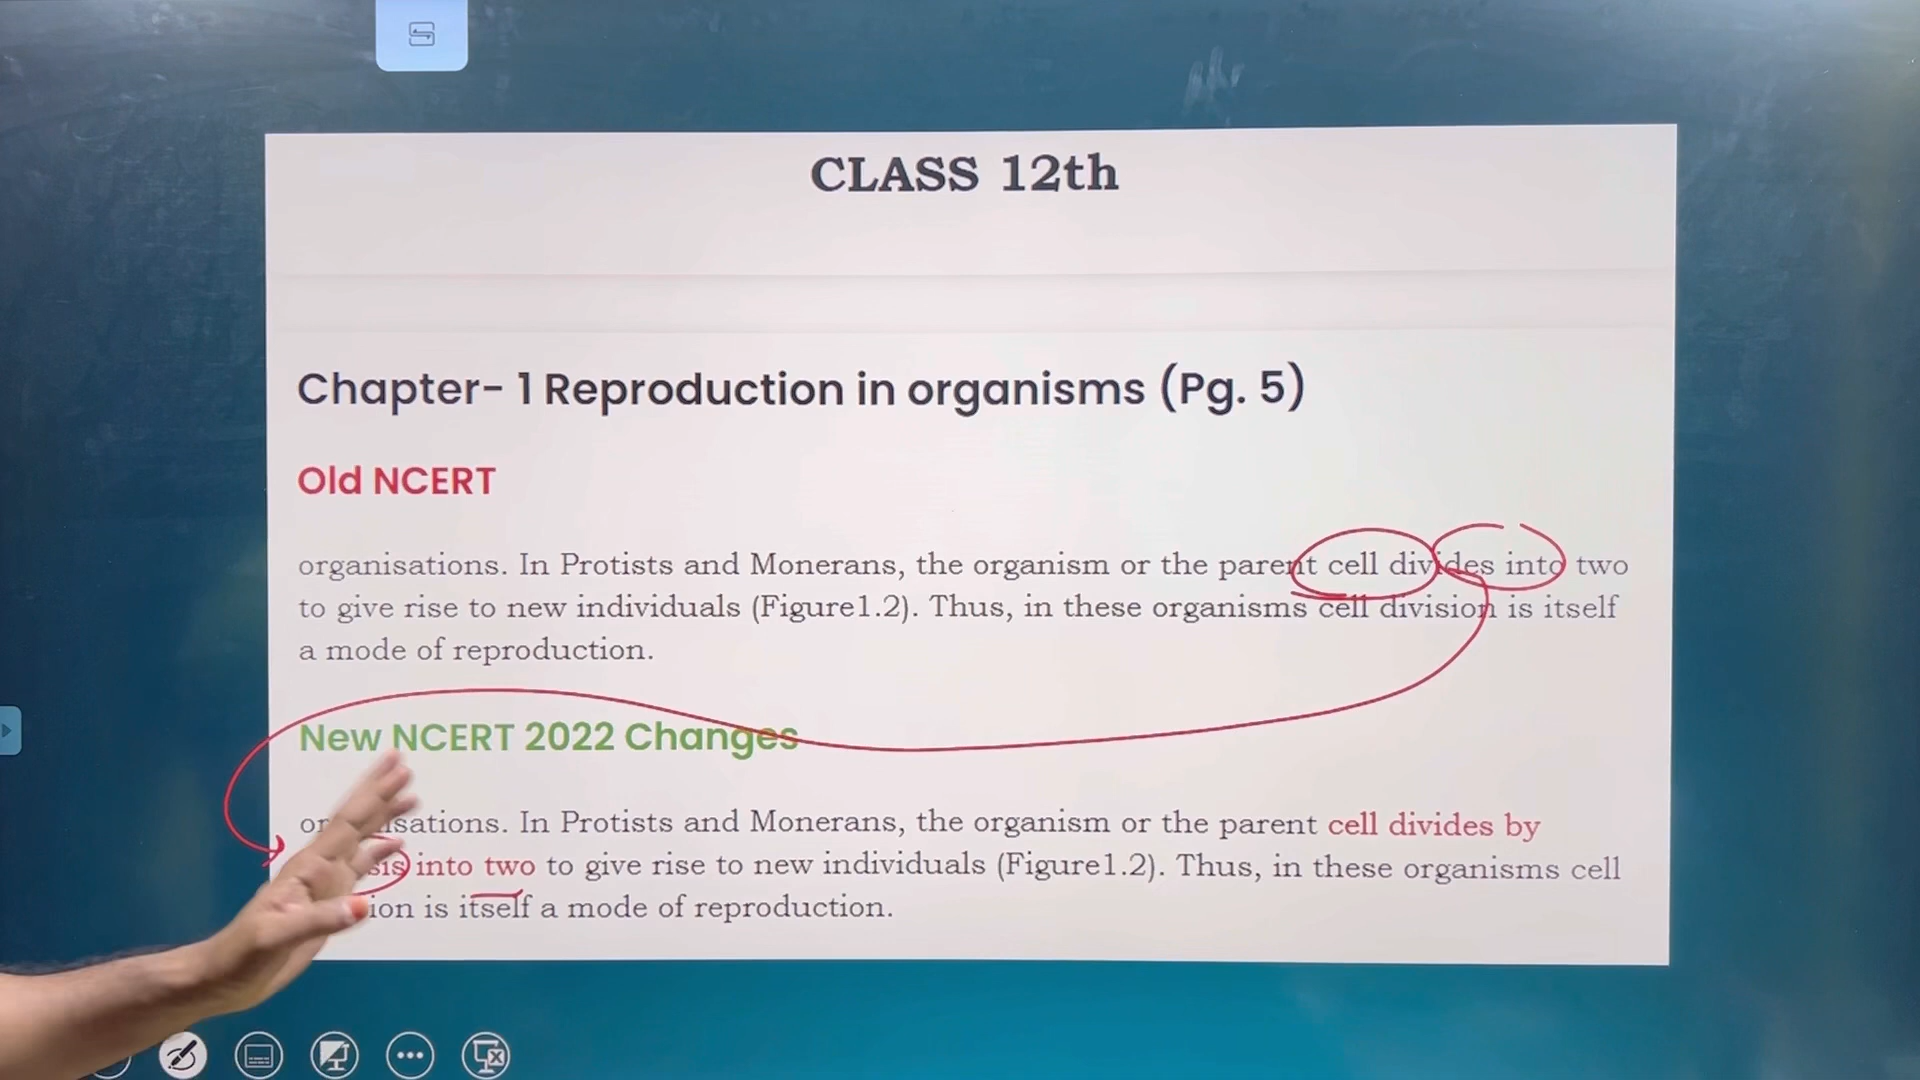 CLASS 12th
Chapter- 1 Reproduction in organisms (Pg. 5)
Old NCERT
organisations. In Protists and Monerans, the organism or the parent cell divides into two
to give rise to new individuals (Figure1.2). Thus, in these organisms cell division is itself
a mode of reproduction.
New NCERT 2022 Changes
In Protists and Monerans, the organism or the parent cell divides by
into two to give rise to new individuals (Figure1.2). Thus, in these organisms cell
is itself a mode of reproduction.